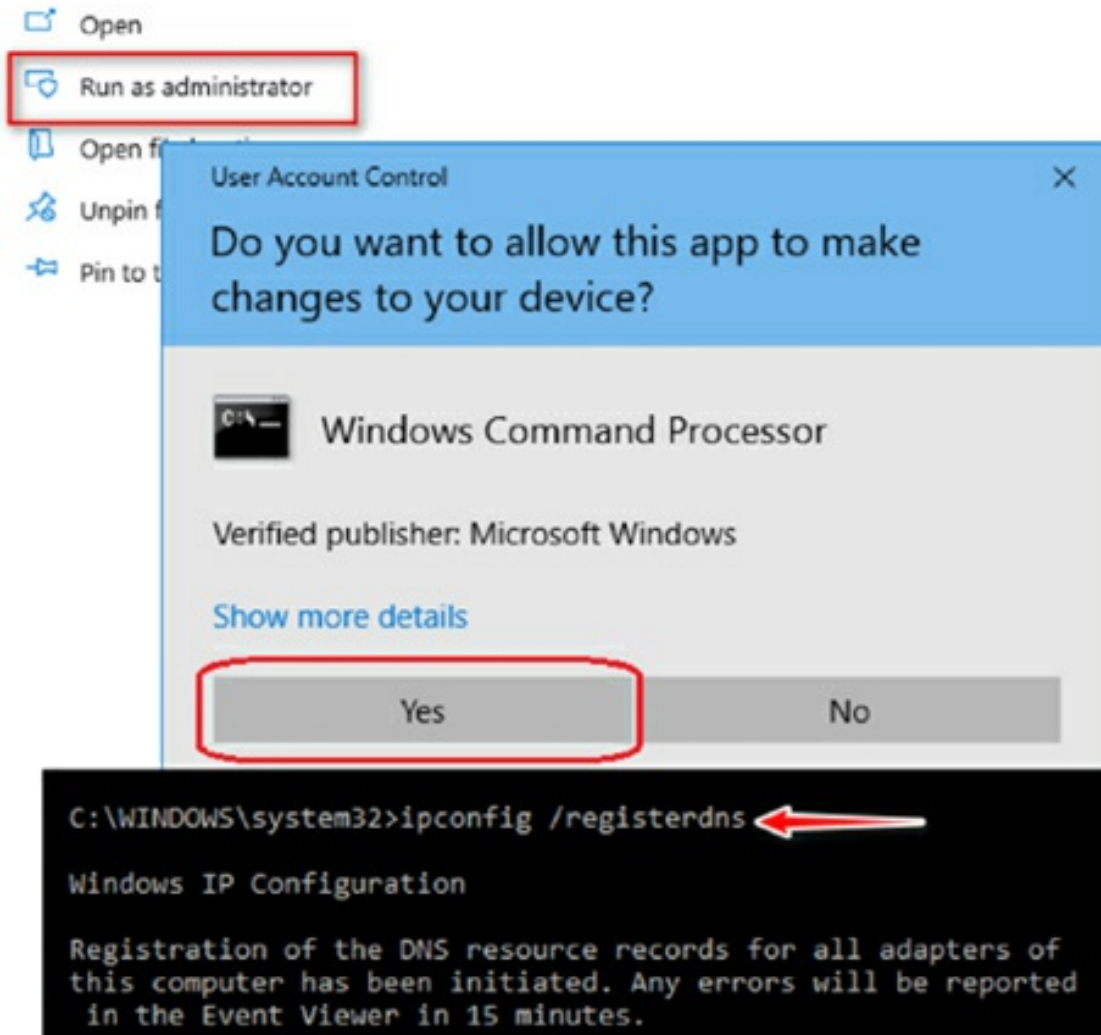 Open
Run as administrator
Open fil
Unpin f
Pin to t
User Account Control
Do you want to allow this app to make
changes to your device?
C:\_
Windows Command Processor
Verified publisher: Microsoft Windows
Show more details
Yes
No
C:\WINDOWS\system32>ipconfig /registerdns
Windows IP Configuration
Registration of the DNS resource records for all adapters of
this computer has been initiated. Any errors will be reported
in the Event Viewer in 15 minutes.